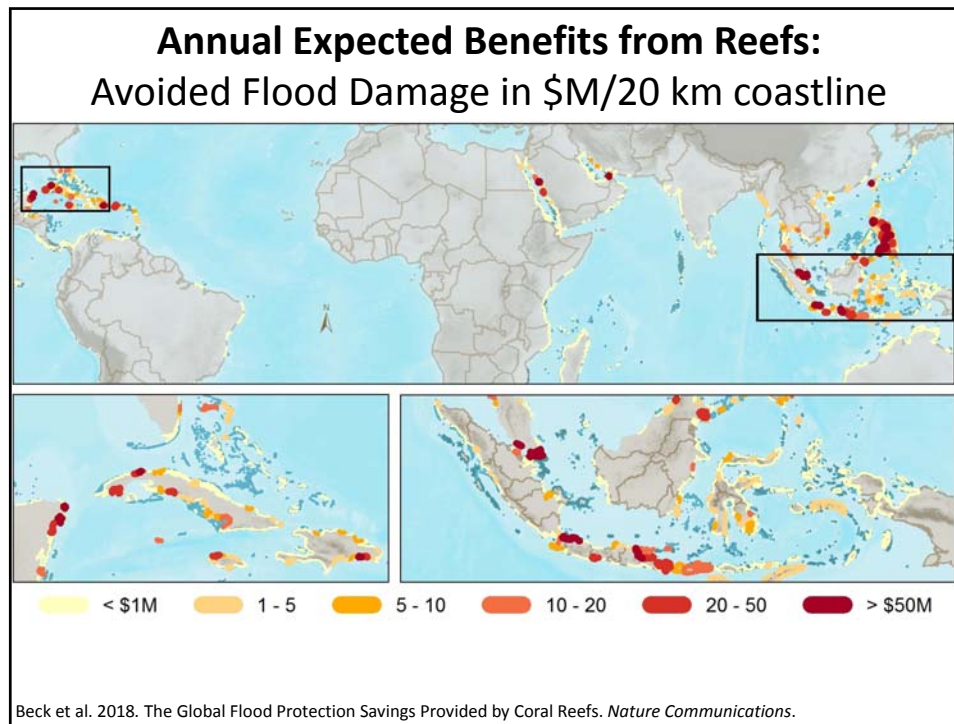 Annual Expected Benefits from Reefs:
Avoided Flood Damage in $M/20 km coastline
N
< $1M 1 - 5 5 - 10 10 - 20 20 - 50 > $50M
Beck et al. 2018. The Global Flood Protection Savings Provided by Coral Reefs. Nature Communications.